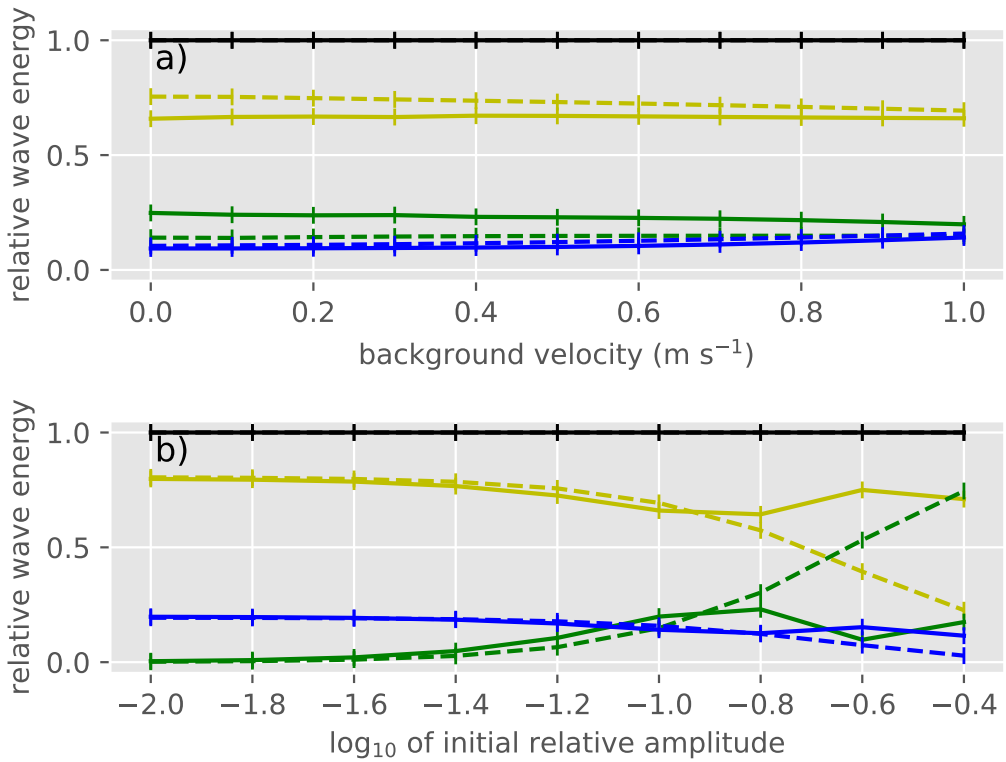 relative wave energy
a)
1.0
0.5
0.0
0.0 0.2 0.4 0.6 0.8 1.0
background velocity (m s⁻¹)
relative wave energy
b)
1.0
0.5
0.0
−2.0 −1.8 −1.6 −1.4 −1.2 −1.0 −0.8 −0.6 −0.4
log₁₀ of initial relative amplitude